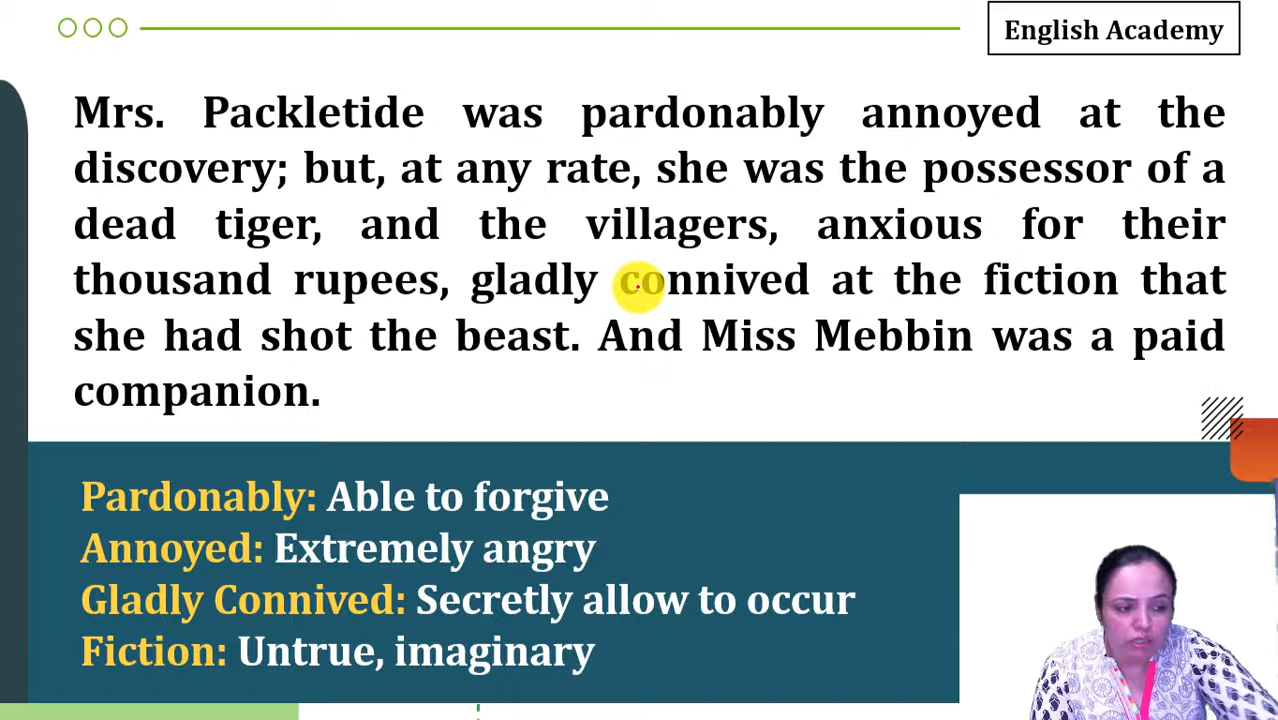 English Academy
Mrs. Packletide was pardonably annoyed at the
discovery; but, at any rate, she was the possessor of a
dead tiger, and the villagers, anxious for their
thousand rupees, gladly connived at the fiction that
she had shot the beast. And Miss Mebbin was a paid
companion.
Pardonably: Able to forgive
Annoyed: Extremely angry
Gladly Connived: Secretly allow to occur
Fiction: Untrue, imaginary